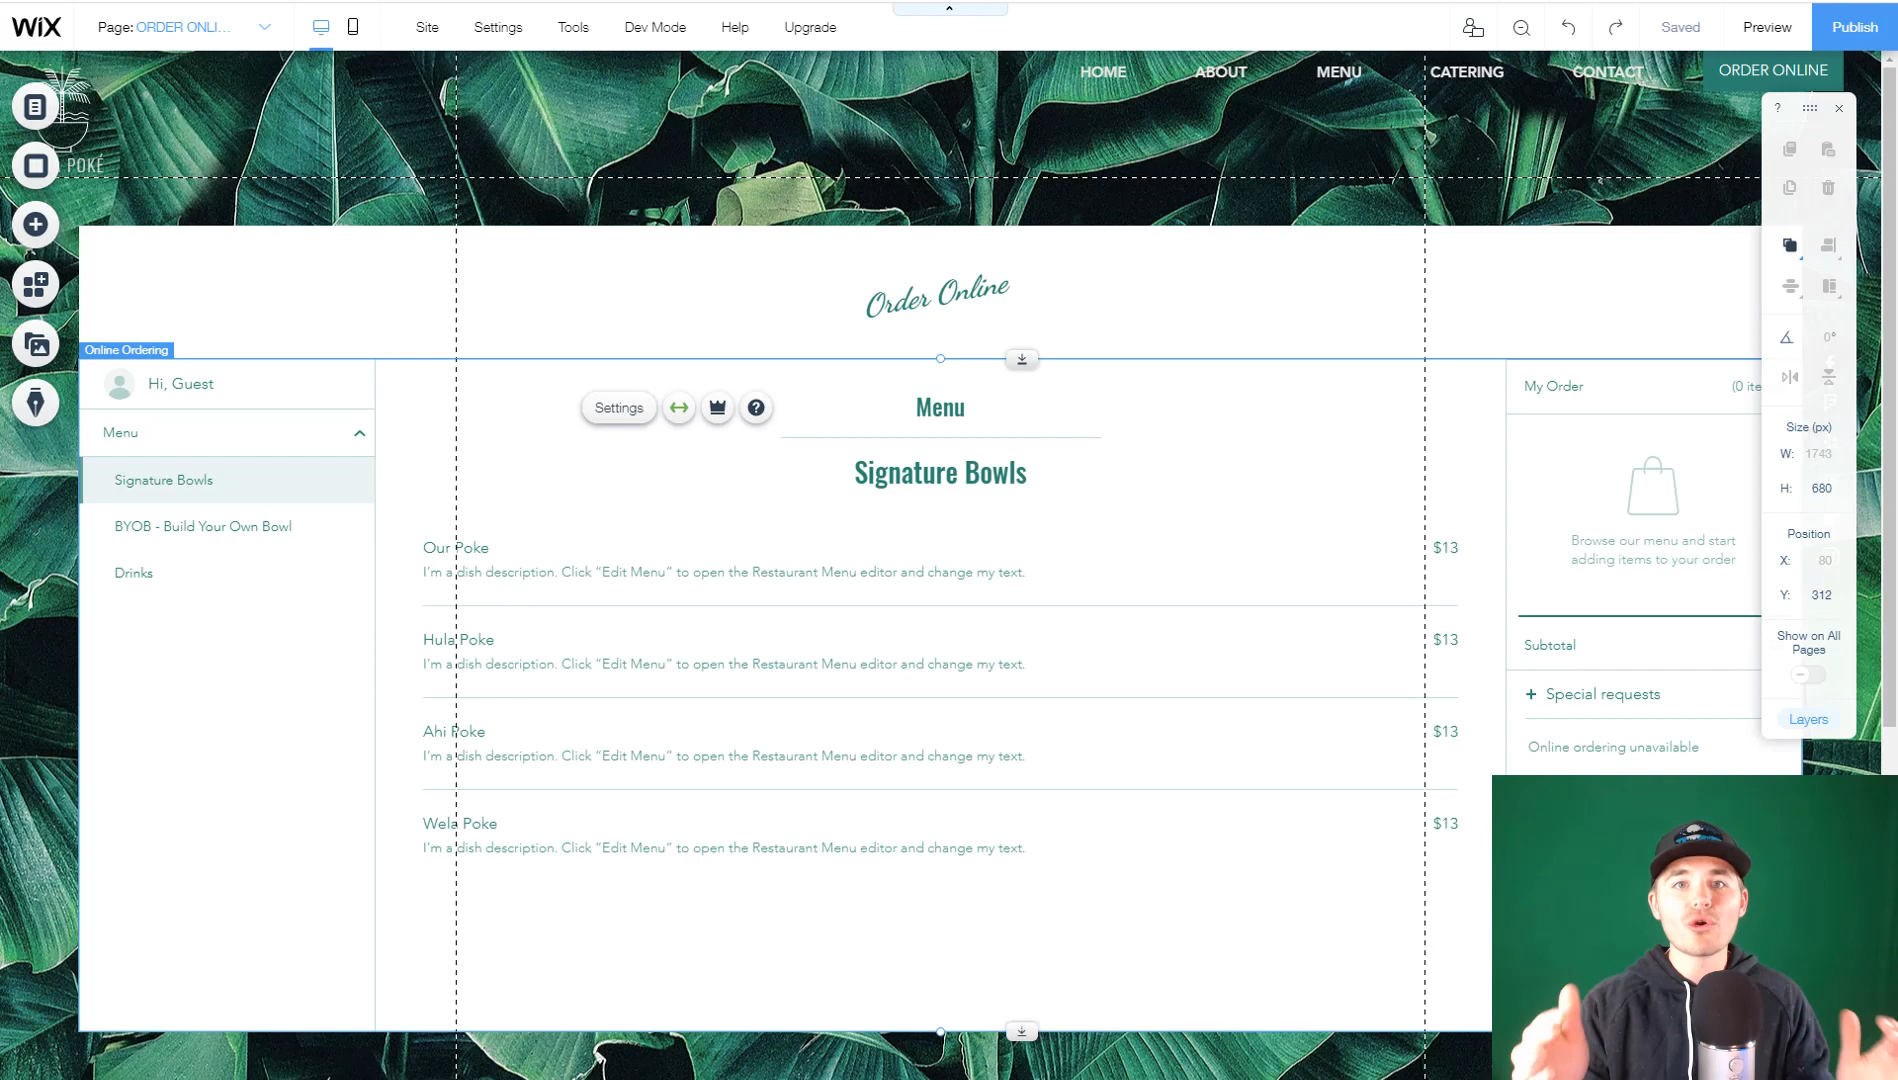 WiX
Page: ORDER ONLI...
Site
Settings
Tools
Dev Mode
Help
Upgrade
Saved
Preview
Publish
HOME
ABOUT
MENU
CATERING
CONTACT
ORDER ONLINE
POKÉ
Order Online
Online Ordering
Hi, Guest
Menu
Signature Bowls
BYOB - Build Your Own Bowl
Drinks
Settings
?
Menu
Signature Bowls
Our Poke $13
I'm a dish description. Click “Edit Menu” to open the Restaurant Menu editor and change my text.
Hula Poke $13
I'm a dish description. Click “Edit Menu” to open the Restaurant Menu editor and change my text.
Ahi Poke $13
I'm a dish description. Click “Edit Menu” to open the Restaurant Menu editor and change my text.
Wela Poke $13
I'm a dish description. Click “Edit Menu” to open the Restaurant Menu editor and change my text.
My Order (0 ite
Browse our menu and start
adding items to your order
Subtotal
+ Special requests
Online ordering unavailable
?
0°
Size (px)
W: 1743
H: 680
Position
X: 80
Y: 312
Show on All
Pages
Layers